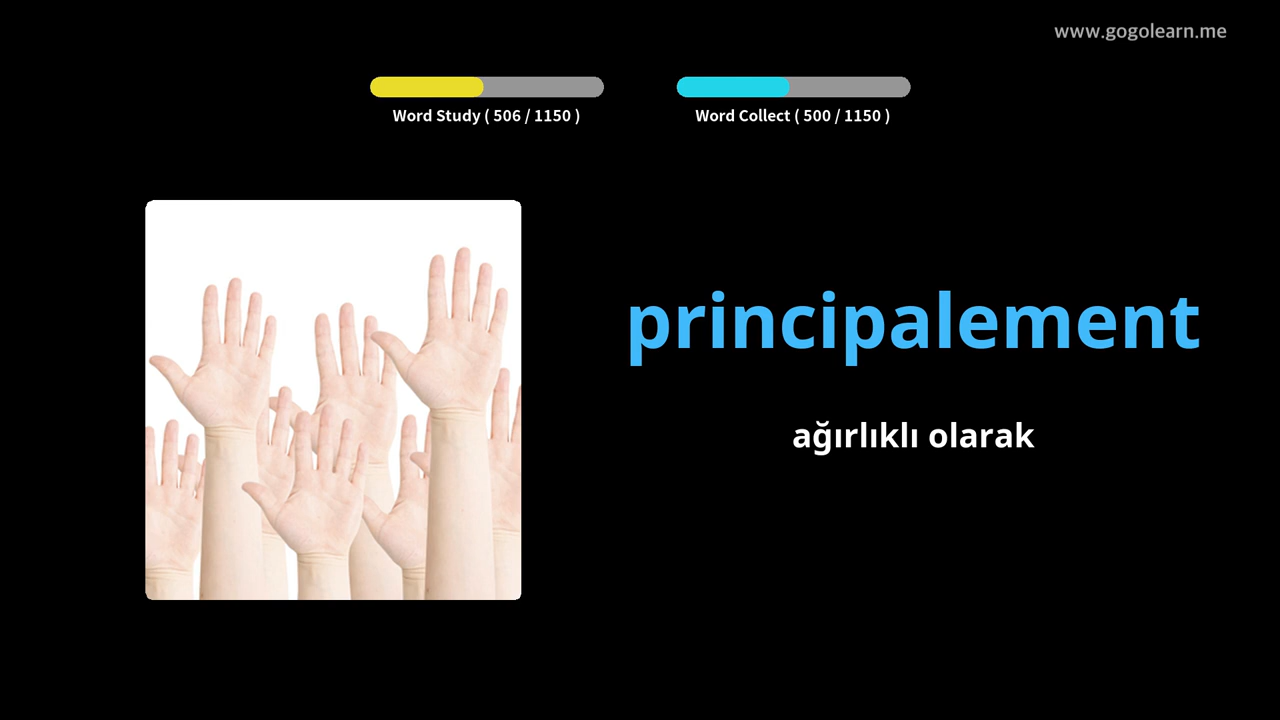 www.gogolearn.me
Word Study ( 506 / 1150 )
Word Collect ( 500 / 1150 )
principalement
ağırlıklı olarak